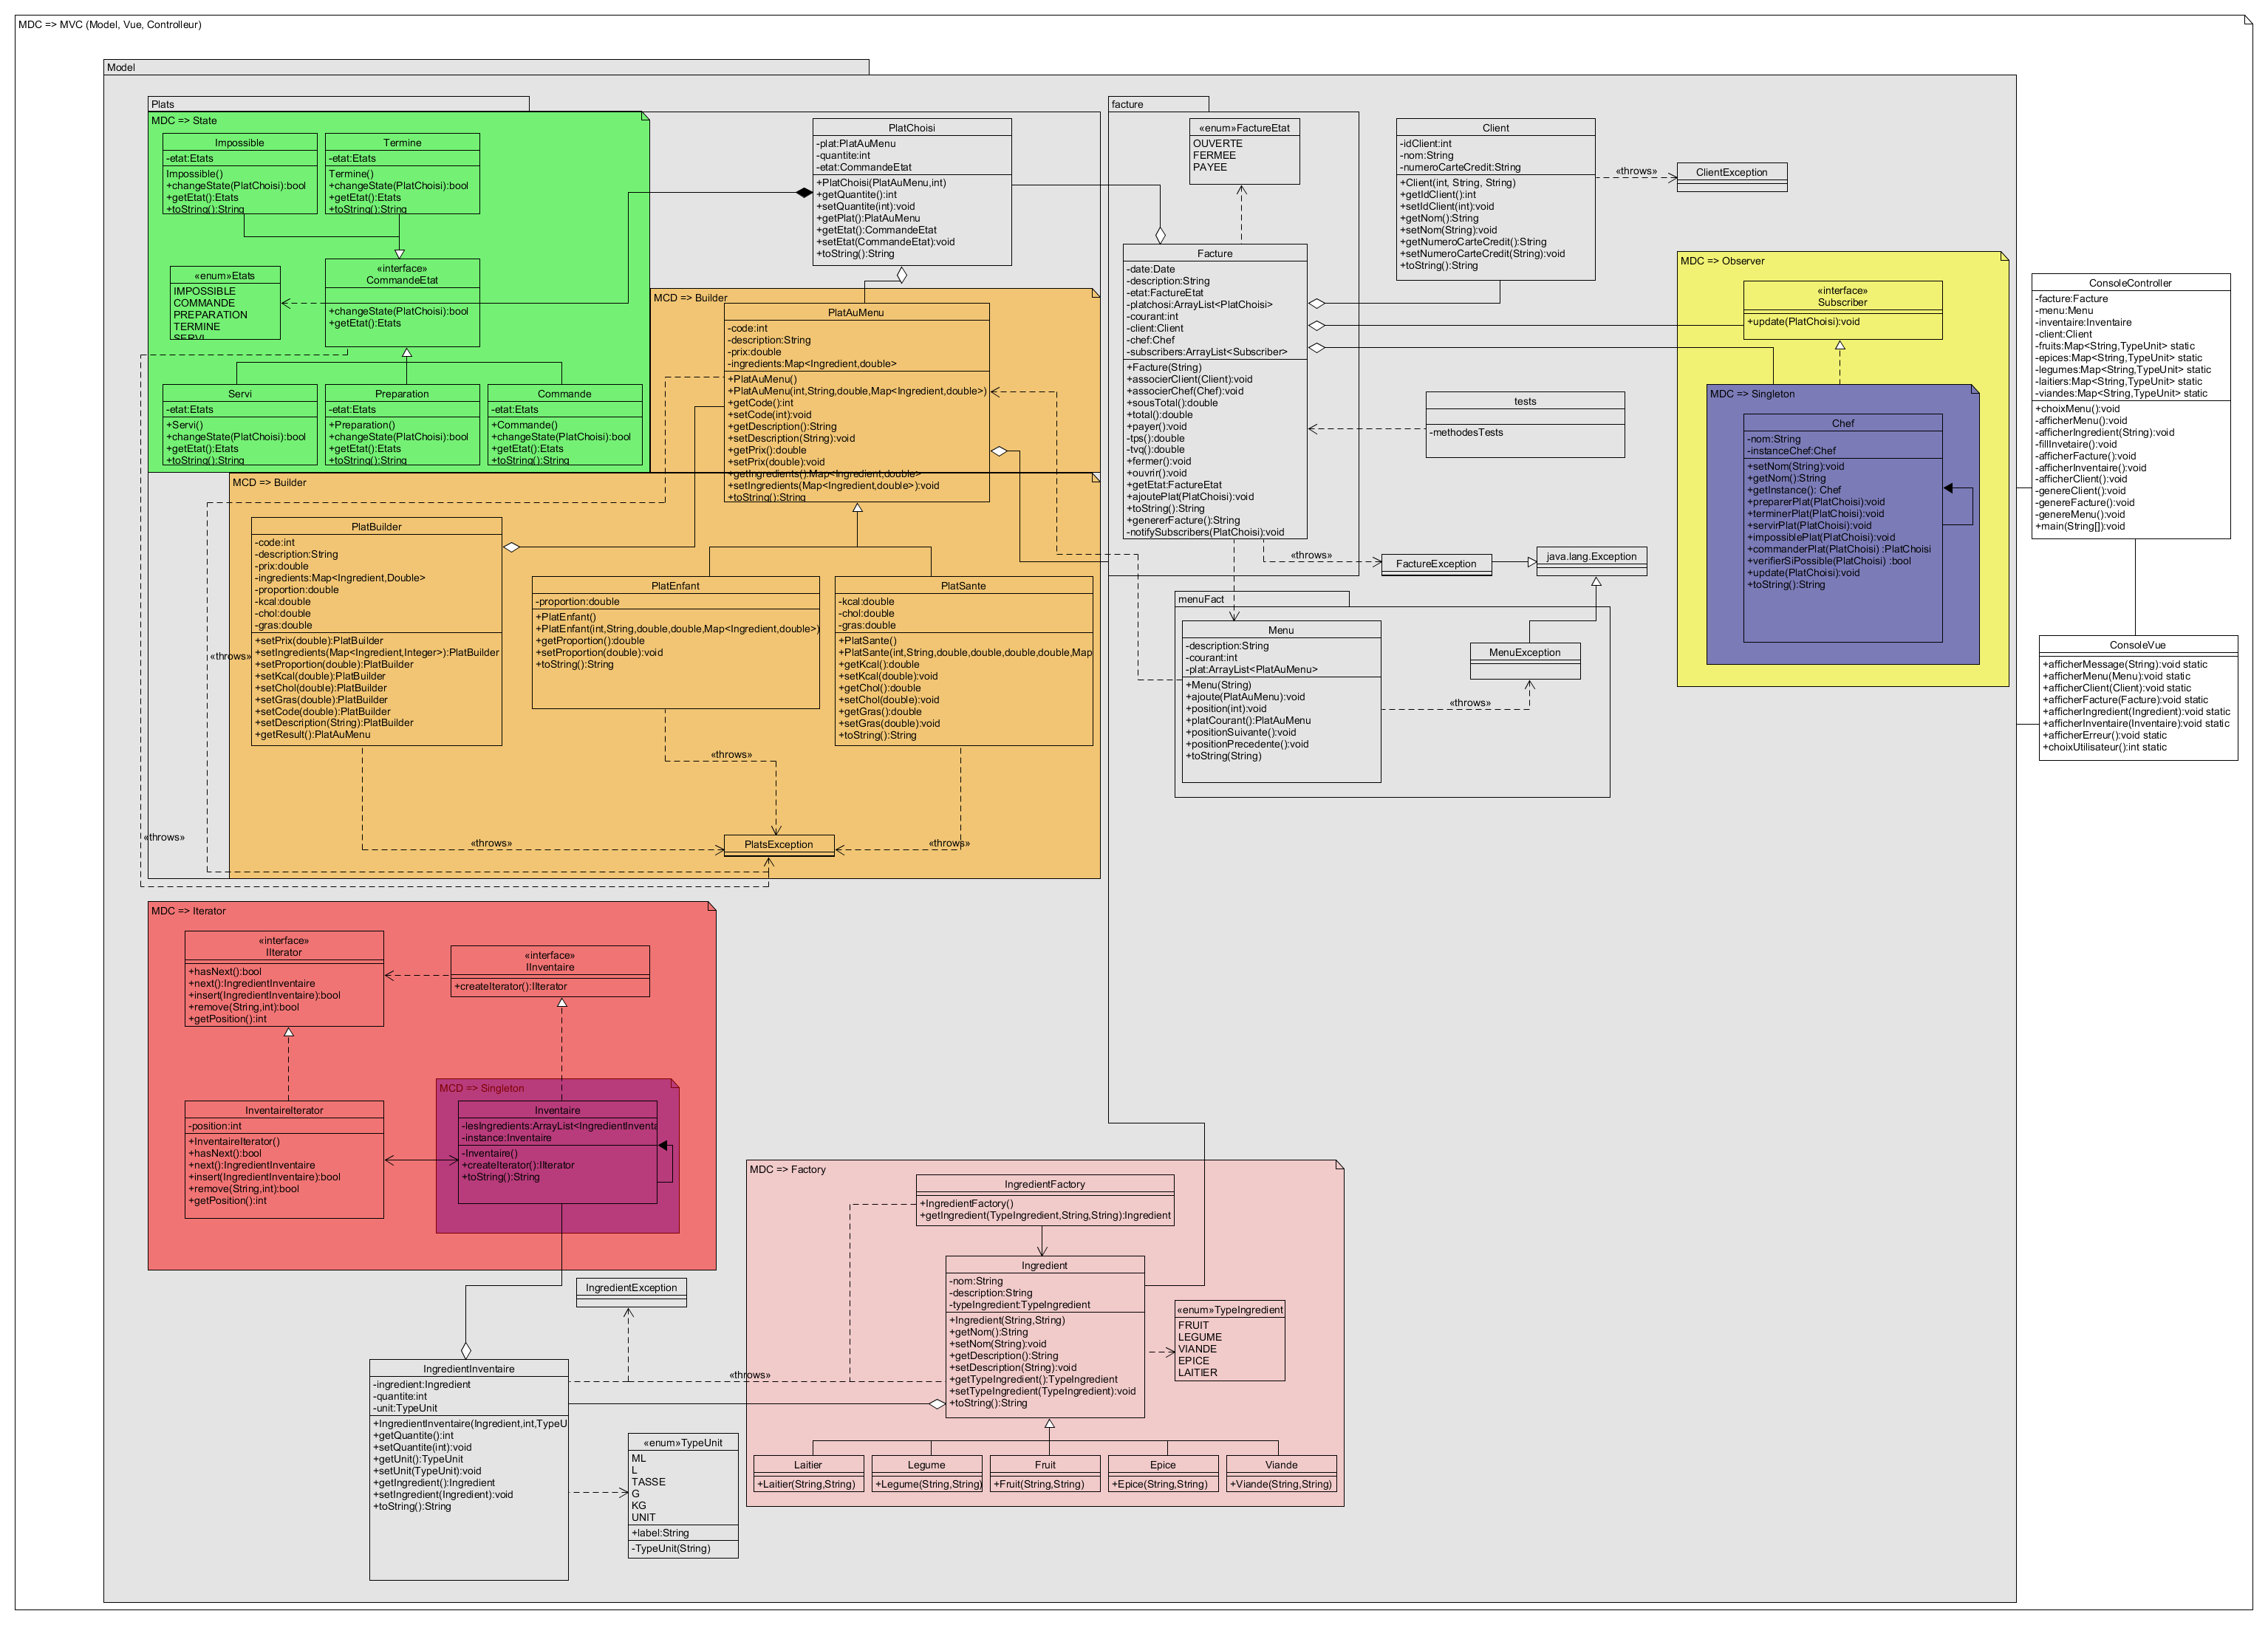 MDC => MVC (Model, Vue, Controlleur)
Model
Plats
MDC => State
Impossible
-etat:Etats
Impossible()
+changeState(PlatChoisi):bool
+getEtat():Etats
+toString():String
Termine
-etat:Etats
Termine()
+changeState(PlatChoisi):bool
+getEtat():Etats
+toString():String
«enum»Etats
IMPOSSIBLE
COMMANDE
PREPARATION
TERMINE
SERVI
«interface»
CommandeEtat
+changeState(PlatChoisi):bool
+getEtat():Etats
Servi
-etat:Etats
+Servi()
+changeState(PlatChoisi):bool
+getEtat():Etats
+toString():String
Preparation
-etat:Etats
+Preparation()
+changeState(PlatChoisi):bool
+getEtat():Etats
+toString():String
Commande
-etat:Etats
+Commande()
+changeState(PlatChoisi):bool
+getEtat():Etats
+toString():String
PlatChoisi
-plat:PlatAuMenu
-quantite:int
-etat:CommandeEtat
+PlatChoisi(PlatAuMenu,int)
+getQuantite():int
+setQuantite(int):void
+getPlat():PlatAuMenu
+getEtat():CommandeEtat
+setEtat(CommandeEtat):void
+toString():String
MCD => Builder
PlatAuMenu
-code:int
-description:String
-prix:double
-ingredients:Map<Ingredient,double>
+PlatAuMenu()
+PlatAuMenu(int,String,double,Map<Ingredient,double>)
+getCode():int
+setCode(int):void
+getDescription():String
+setDescription(String):void
+getPrix():double
+setPrix(double):void
+getIngredients():Map<Ingredient,double>
+setIngredients(Map<Ingredient,double>):void
+toString():String
MCD => Builder
PlatBuilder
-code:int
-description:String
-prix:double
-ingredients:Map<Ingredient,Double>
-proportion:double
-kcal:double
-chol:double
-gras:double
+setPrix(double):PlatBuilder
+setIngredients(Map<Ingredient,Integer>):PlatBuilder
+setProportion(double):PlatBuilder
+setKcal(double):PlatBuilder
+setChol(double):PlatBuilder
+setGras(double):PlatBuilder
+setCode(double):PlatBuilder
+setDescription(String):PlatBuilder
+getResult():PlatAuMenu
PlatEnfant
-proportion:double
+PlatEnfant()
+PlatEnfant(int,String,double,double,Map<Ingredient,double>)
+getProportion():double
+setProportion(double):void
+toString():String
PlatSante
-kcal:double
-chol:double
-gras:double
+PlatSante()
+PlatSante(int,String,double,double,double,double,Map
+getKcal():double
+setKcal(double):void
+getChol():double
+setChol(double):void
+getGras():double
+setGras(double):void
+toString():String
«throws»
«throws»
«throws»
«throws»
«throws»
PlatsException
facture
«enum»FactureEtat
OUVERTE
FERMEE
PAYEE
Facture
-date:Date
-description:String
-etat:FactureEtat
-platchosi:ArrayList<PlatChoisi>
-courant:int
-client:Client
-chef:Chef
-subscribers:ArrayList<Subscriber>
+Facture(String)
+associerClient(Client):void
+associerChef(Chef):void
+sousTotal():double
+total():double
+payer():void
-tps():double
-tvq():double
+fermer():void
+ouvrir():void
+getEtat:FactureEtat
+ajoutePlat(PlatChoisi):void
+toString():String
+genererFacture():String
-notifySubscribers(PlatChoisi):void
Client
-idClient:int
-nom:String
-numeroCarteCredit:String
+Client(int, String, String)
+getIdClient():int
+setIdClient(int):void
+getNom():String
+setNom(String):void
+getNumeroCarteCredit():String
+setNumeroCarteCredit(String):void
+toString():String
«throws»
ClientException
tests
-methodesTests
«throws»
FactureException
java.lang.Exception
menuFact
Menu
-description:String
-courant:int
-plat:ArrayList<PlatAuMenu>
+Menu(String)
+ajoute(PlatAuMenu):void
+position(int):void
+platCourant():PlatAuMenu
+positionSuivante():void
+positionPrecedente():void
+toString(String)
MenuException
«throws»
MDC => Observer
«interface»
Subscriber
+update(PlatChoisi):void
MDC => Singleton
Chef
-nom:String
-instanceChef:Chef
+setNom(String):void
+getNom():String
+getInstance(): Chef
+preparerPlat(PlatChoisi):void
+terminerPlat(PlatChoisi):void
+servirPlat(PlatChoisi):void
+impossiblePlat(PlatChoisi):void
+commanderPlat(PlatChoisi) :PlatChoisi
+verifierSiPossible(PlatChoisi) :bool
+update(PlatChoisi):void
+toString():String
ConsoleController
-facture:Facture
-menu:Menu
-inventaire:Inventaire
-client:Client
-fruits:Map<String,TypeUnit> static
-epices:Map<String,TypeUnit> static
-legumes:Map<String,TypeUnit> static
-laitiers:Map<String,TypeUnit> static
-viandes:Map<String,TypeUnit> static
+choixMenu():void
-afficherMenu():void
-afficherIngredient(String):void
-fillInvetaire():void
-afficherFacture():void
-afficherInventaire():void
-afficherClient():void
-genereClient():void
-genereFacture():void
-genereMenu():void
+main(String[]):void
ConsoleVue
+afficherMessage(String):void static
+afficherMenu(Menu):void static
+afficherClient(Client):void static
+afficherFacture(Facture):void static
+afficherIngredient(Ingredient):void static
+afficherInventaire(Inventaire):void static
+afficherErreur():void static
+choixUtilisateur():int static
MDC => Iterator
«interface»
IIterator
+hasNext():bool
+next():IngredientInventaire
+insert(IngredientInventaire):bool
+remove(String,int):bool
+getPosition():int
«interface»
IInventaire
+createIterator():IIterator
InventaireIterator
-position:int
+InventaireIterator()
+hasNext():bool
+next():IngredientInventaire
+insert(IngredientInventaire):bool
+remove(String,int):bool
+getPosition():int
MCD => Singleton
Inventaire
-lesIngredients:ArrayList<IngredientInventa
-instance:Inventaire
-Inventaire()
+createIterator():IIterator
+toString():String
IngredientException
IngredientInventaire
-ingredient:Ingredient
-quantite:int
-unit:TypeUnit
+IngredientInventaire(Ingredient,int,TypeU
+getQuantite():int
+setQuantite(int):void
+getUnit():TypeUnit
+setUnit(TypeUnit):void
+getIngredient():Ingredient
+setIngredient(Ingredient):void
+toString():String
«enum»TypeUnit
ML
L
TASSE
G
KG
UNIT
+label:String
-TypeUnit(String)
«throws»
MDC => Factory
IngredientFactory
+IngredientFactory()
+getIngredient(TypeIngredient,String,String):Ingredient
Ingredient
-nom:String
-description:String
-typeIngredient:TypeIngredient
+Ingredient(String,String)
+getNom():String
+setNom(String):void
+getDescription():String
+setDescription(String):void
+getTypeIngredient():TypeIngredient
+setTypeIngredient(TypeIngredient):void
+toString():String
«enum»TypeIngredient
FRUIT
LEGUME
VIANDE
EPICE
LAITIER
Laitier
+Laitier(String,String)
Legume
+Legume(String,String)
Fruit
+Fruit(String,String)
Epice
+Epice(String,String)
Viande
+Viande(String,String)